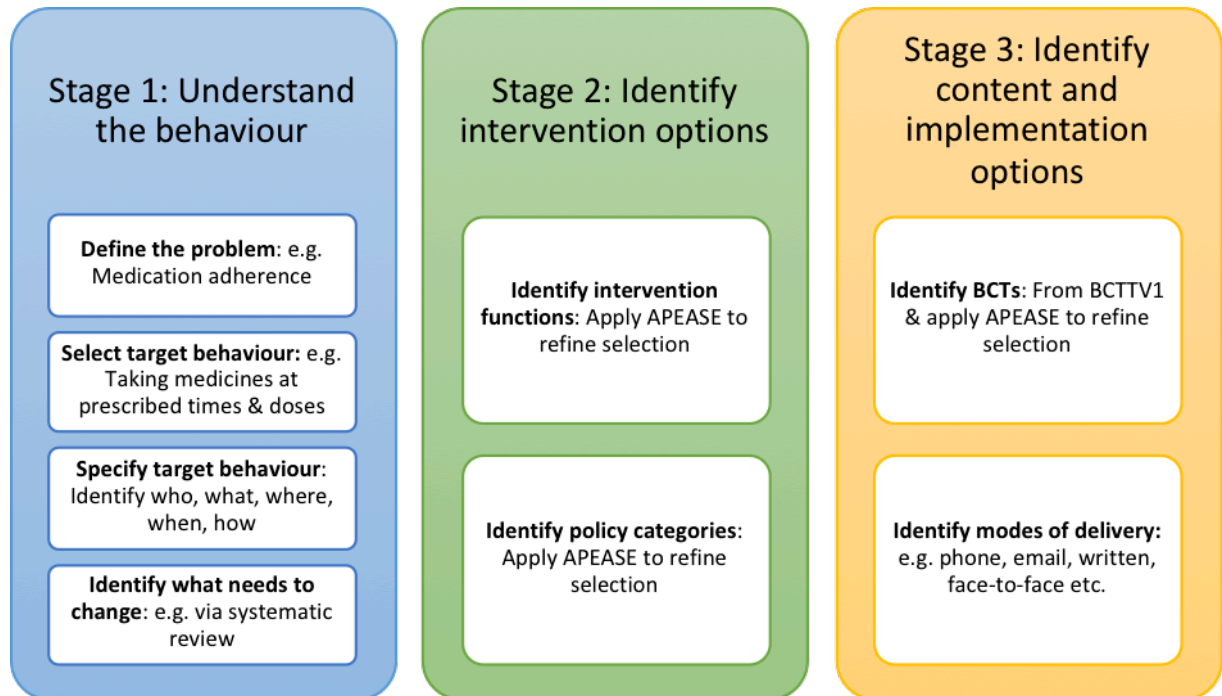 Stage 1: Understand
the behaviour
Define the problem: e.g.
Medication adherence
Select target behaviour: e.g.
Taking medicines at
prescribed times & doses
Specify target behaviour:
Identify who, what, where,
when, how
Identify what needs to
change: e.g. via systematic
review
Stage 2: Identify
intervention options
Identify intervention
functions: Apply APEASE to
refine selection
Identify policy categories:
Apply APEASE to refine
selection
Stage 3: Identify
content and
implementation
options
Identify BCTs: From BCTTV1
& apply APEASE to refine
selection
Identify modes of delivery:
e.g. phone, email, written,
face-to-face etc.